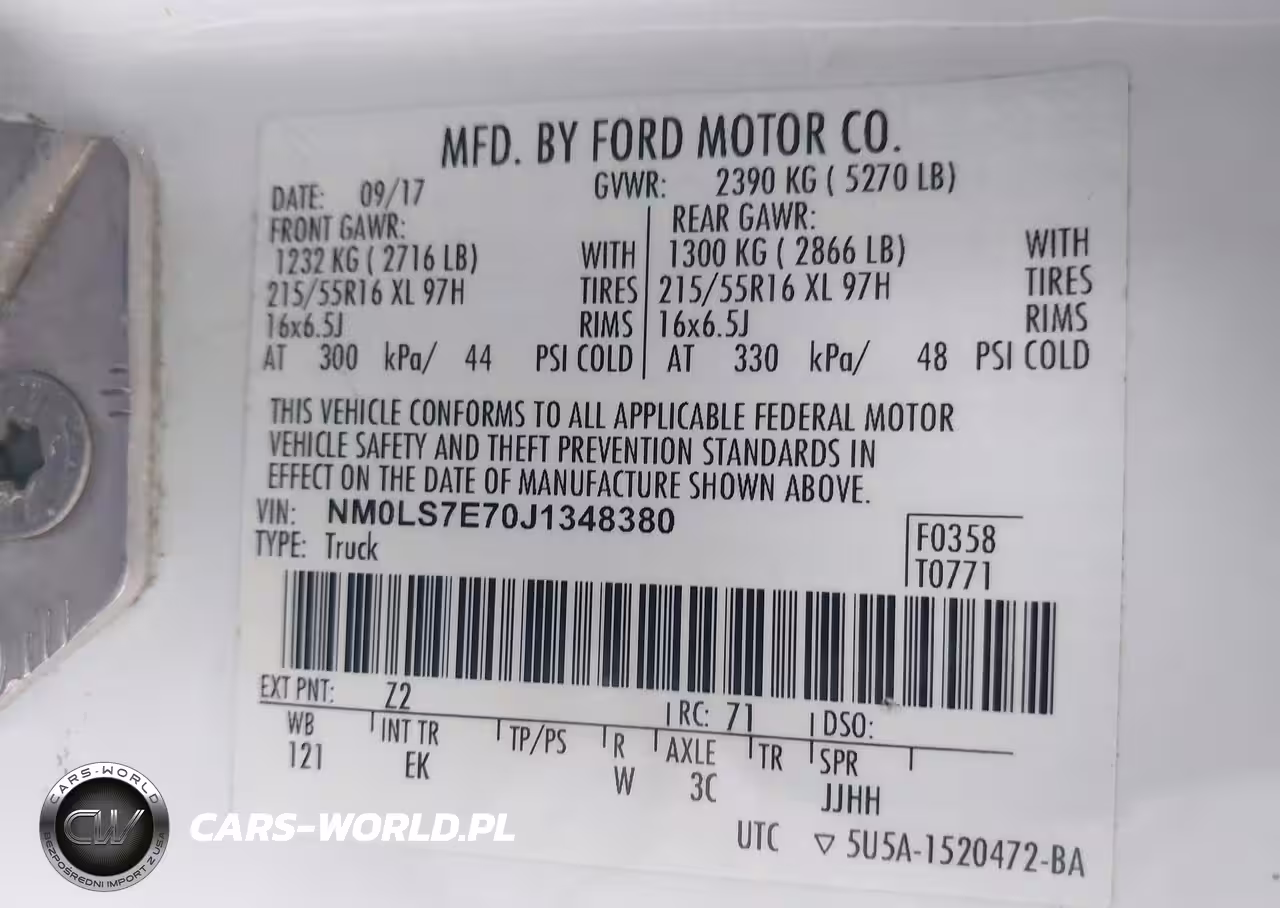 MFD. BY FORD MOTOR CO.
DATE: 09/17 GVWR: 2390 KG ( 5270 LB)
FRONT GAWR: REAR GAWR:
1232 KG ( 2716 LB) WITH 1300 KG ( 2866 LB) WITH
215/55R16 XL 97H TIRES 215/55R16 XL 97H TIRES
16x6.5J RIMS 16x6.5J RIMS
AT 300 kPa/ 44 PSI COLD AT 330 kPa/ 48 PSI COLD
THIS VEHICLE CONFORMS TO ALL APPLICABLE FEDERAL MOTOR
VEHICLE SAFETY AND THEFT PREVENTION STANDARDS IN
EFFECT ON THE DATE OF MANUFACTURE SHOWN ABOVE.
VIN: NM0LS7E70J1348380
TYPE: Truck
F0358
T0771
EXT PNT: Z2 RC: 71 DSO:
WB INT TR TP/PS R AXLE TR SPR
121 EK W 3C JJHH
UTC ▽ 5U5A-1520472-BA
CARS-WORLD
CW
BEZPOŚREDNI IMPORT Z USA
CARS-WORLD.PL